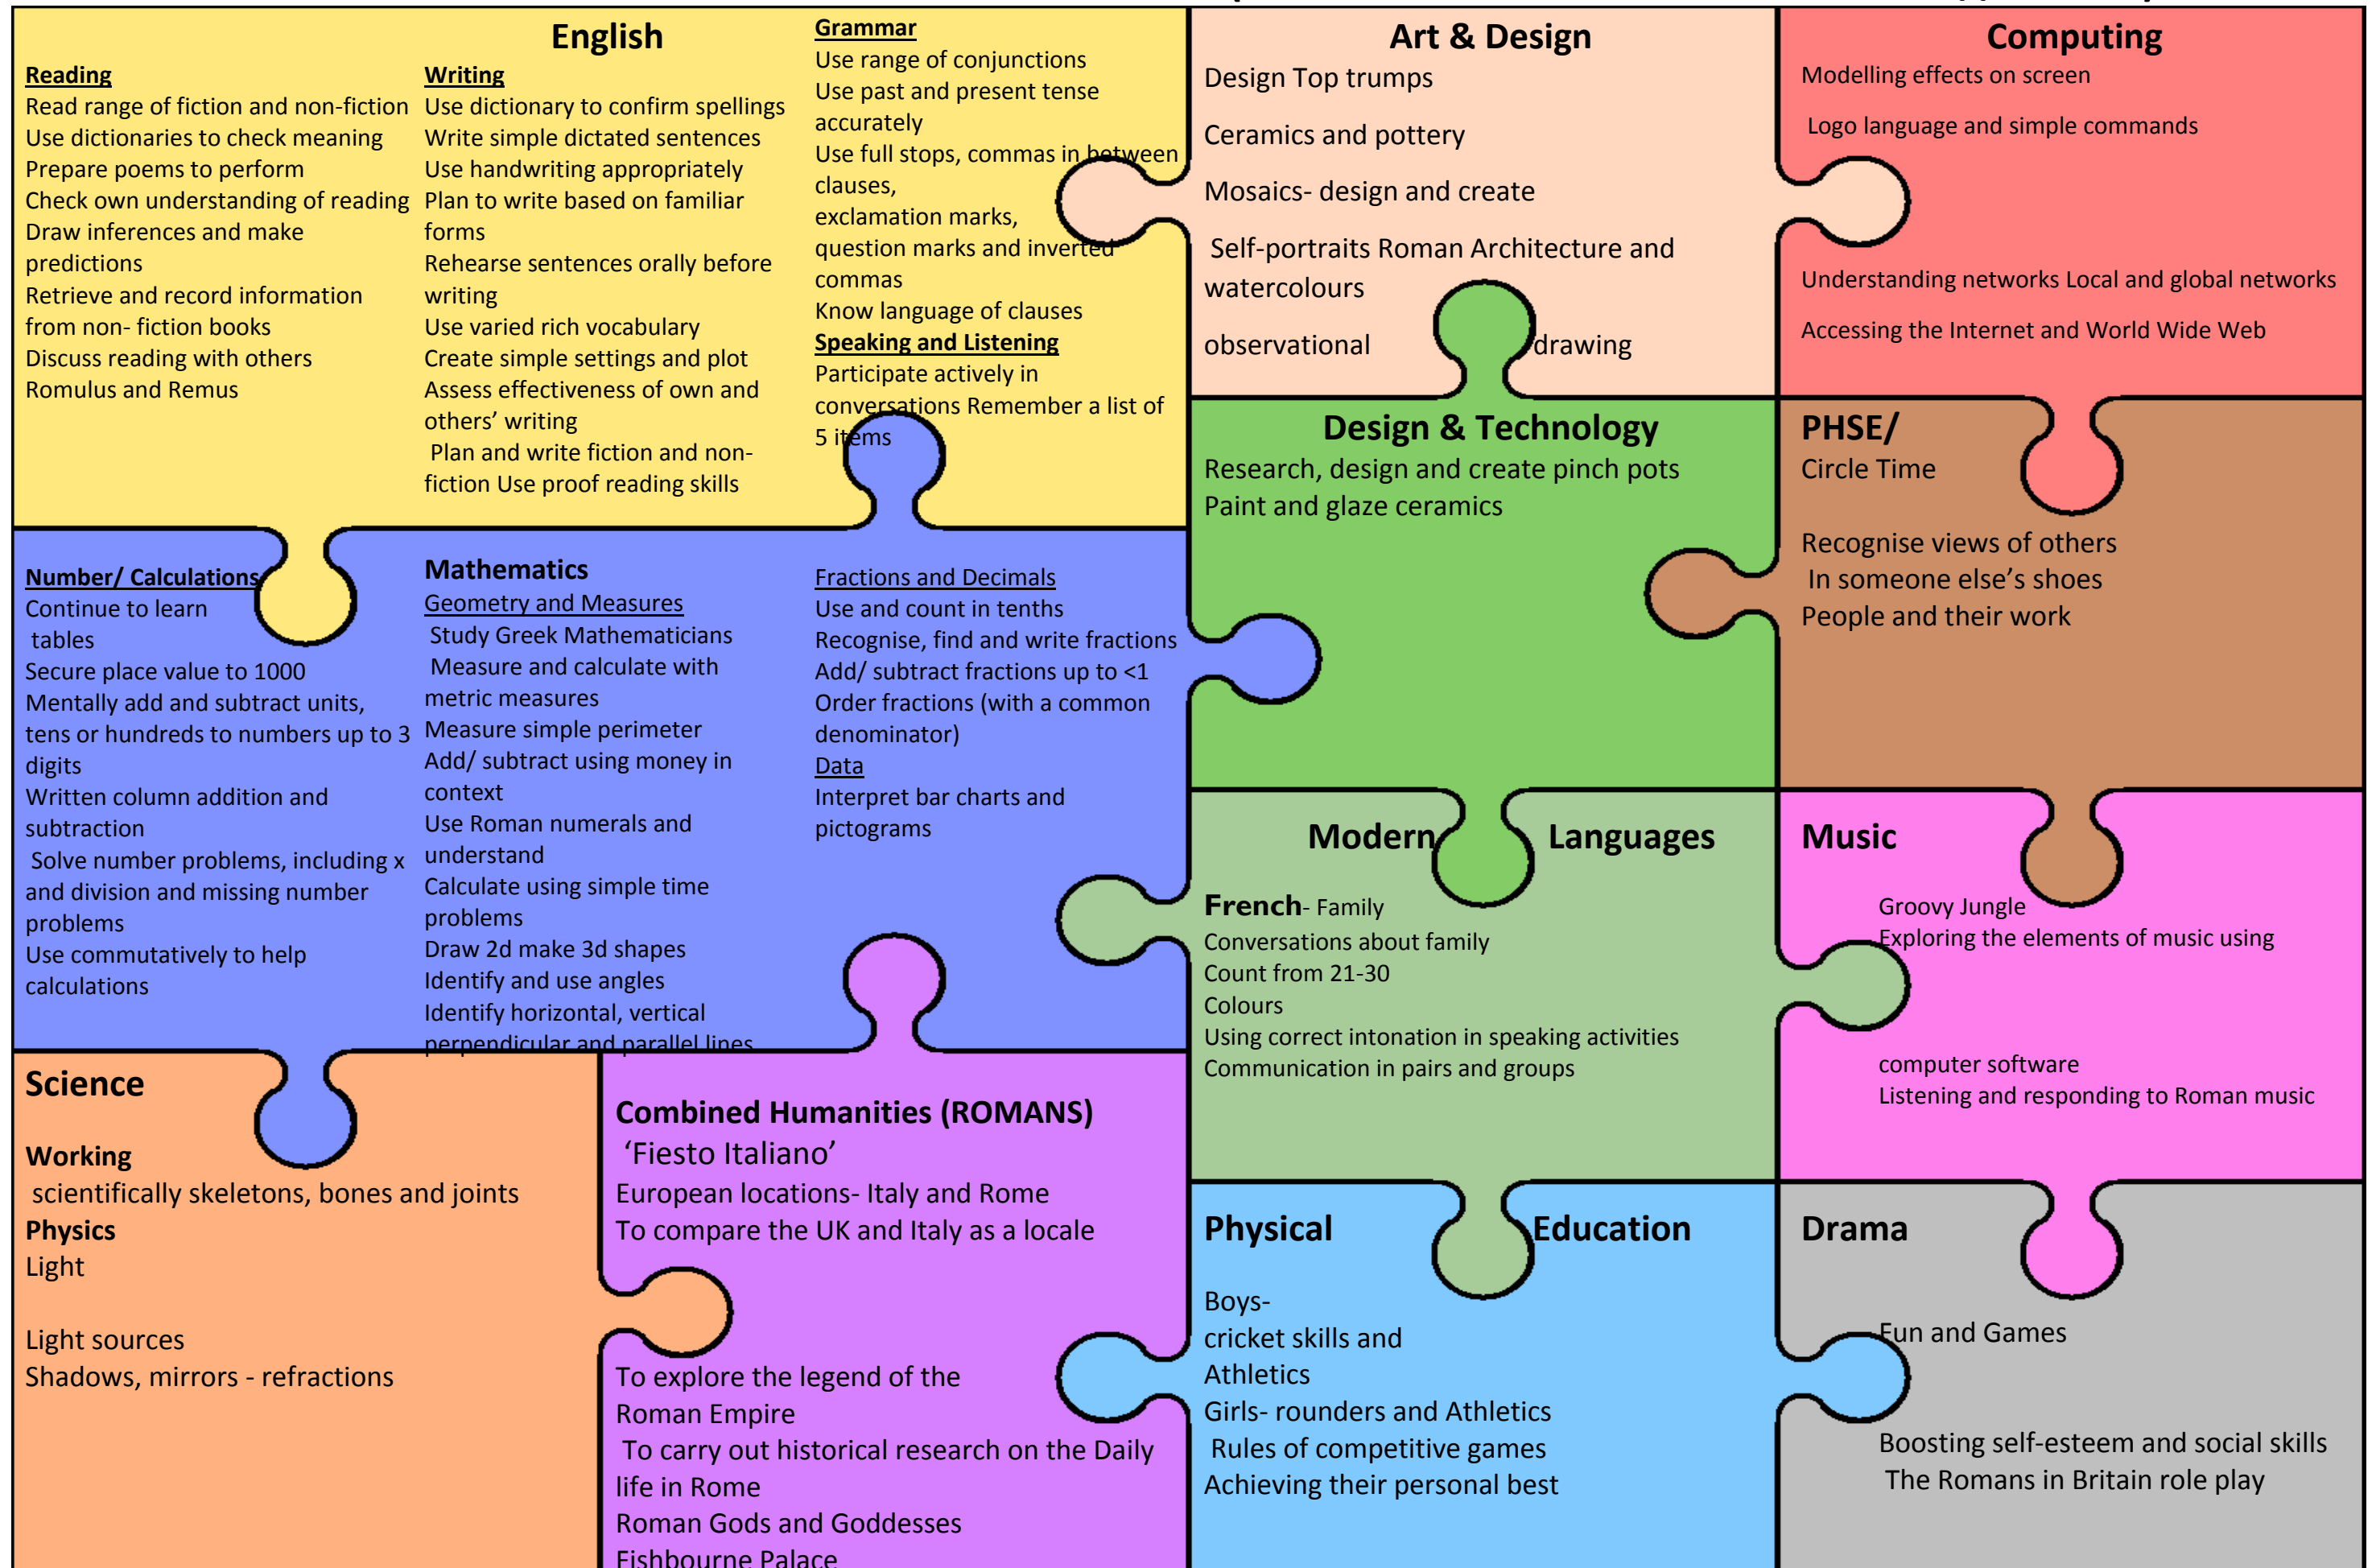 English
Reading
Read range of fiction and non-fiction
Use dictionaries to check meaning
Prepare poems to perform
Check own understanding of reading
Draw inferences and make
predictions
Retrieve and record information
from non- fiction books
Discuss reading with others
Romulus and Remus
Writing
Use dictionary to confirm spellings
Write simple dictated sentences
Use handwriting appropriately
Plan to write based on familiar
forms
Rehearse sentences orally before
writing
Use varied rich vocabulary
Create simple settings and plot
Assess effectiveness of own and
others’ writing
Plan and write fiction and non-
fiction Use proof reading skills
Grammar
Use range of conjunctions
Use past and present tense
accurately
Use full stops, commas in between
clauses,
exclamation marks,
question marks and inverted
commas
Know language of clauses
Speaking and Listening
Participate actively in
conversations Remember a list of
5 items
Art & Design
Design Top trumps
Ceramics and pottery
Mosaics- design and create
Self-portraits Roman Architecture and
watercolours
observational drawing
Computing
Modelling effects on screen
Logo language and simple commands
Understanding networks Local and global networks
Accessing the Internet and World Wide Web
Design & Technology
Research, design and create pinch pots
Paint and glaze ceramics
PHSE/
Circle Time
Recognise views of others
In someone else’s shoes
People and their work
Number/ Calculations
Continue to learn
tables
Secure place value to 1000
Mentally add and subtract units,
tens or hundreds to numbers up to 3
digits
Written column addition and
subtraction
Solve number problems, including x
and division and missing number
problems
Use commutatively to help
calculations
Mathematics
Geometry and Measures
Study Greek Mathematicians
Measure and calculate with
metric measures
Measure simple perimeter
Add/ subtract using money in
context
Use Roman numerals and
understand
Calculate using simple time
problems
Draw 2d make 3d shapes
Identify and use angles
Identify horizontal, vertical
perpendicular and parallel lines
Fractions and Decimals
Use and count in tenths
Recognise, find and write fractions
Add/ subtract fractions up to <1
Order fractions (with a common
denominator)
Data
Interpret bar charts and
pictograms
Modern Languages
French- Family
Conversations about family
Count from 21-30
Colours
Using correct intonation in speaking activities
Communication in pairs and groups
Music
Groovy Jungle
Exploring the elements of music using
computer software
Listening and responding to Roman music
Science
Working
scientifically skeletons, bones and joints
Physics
Light
Light sources
Shadows, mirrors - refractions
Combined Humanities (ROMANS)
‘Fiesto Italiano’
European locations- Italy and Rome
To compare the UK and Italy as a locale
To explore the legend of the
Roman Empire
To carry out historical research on the Daily
life in Rome
Roman Gods and Goddesses
Fishbourne Palace
Physical Education
Boys-
cricket skills and
Athletics
Girls- rounders and Athletics
Rules of competitive games
Achieving their personal best
Drama
Fun and Games
Boosting self-esteem and social skills
The Romans in Britain role play